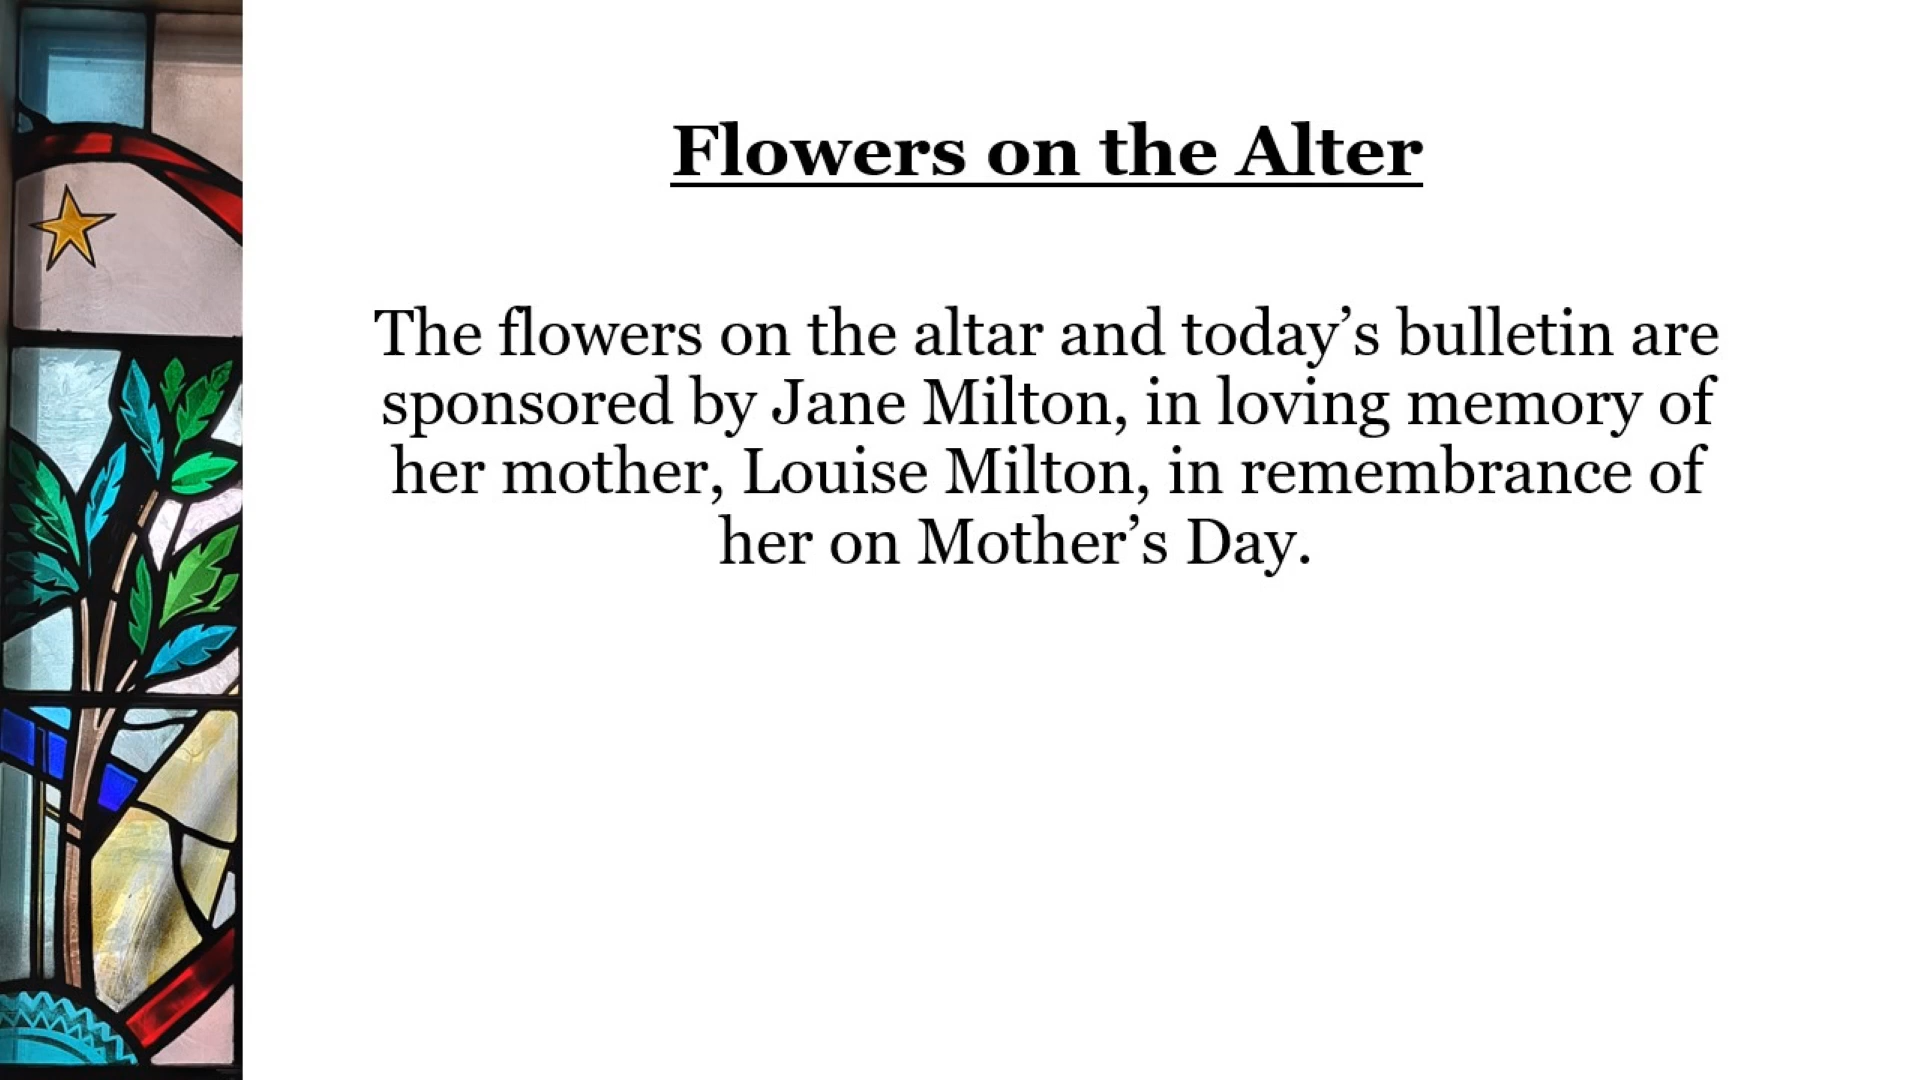 Flowers on the Alter
The flowers on the altar and today’s bulletin are
sponsored by Jane Milton, in loving memory of
her mother, Louise Milton, in remembrance of
her on Mother’s Day.